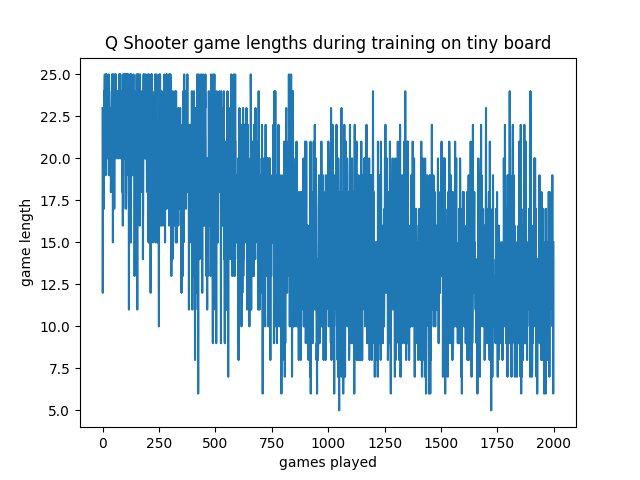 Q Shooter game lengths during training on tiny board
25.0
22.5
20.0
17.5
15.0
12.5
10.0
7.5
5.0
game length
0 250 500 750 1000 1250 1500 1750 2000
games played